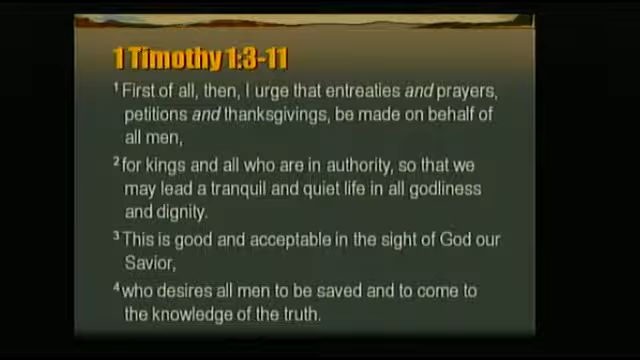 1 Timothy 1:3-11
1 First of all, then, I urge that entreaties and prayers,
petitions and thanksgivings, be made on behalf of
all men,
2 for kings and all who are in authority, so that we
may lead a tranquil and quiet life in all godliness
and dignity.
3 This is good and acceptable in the sight of God our
Savior,
4 who desires all men to be saved and to come to
the knowledge of the truth.